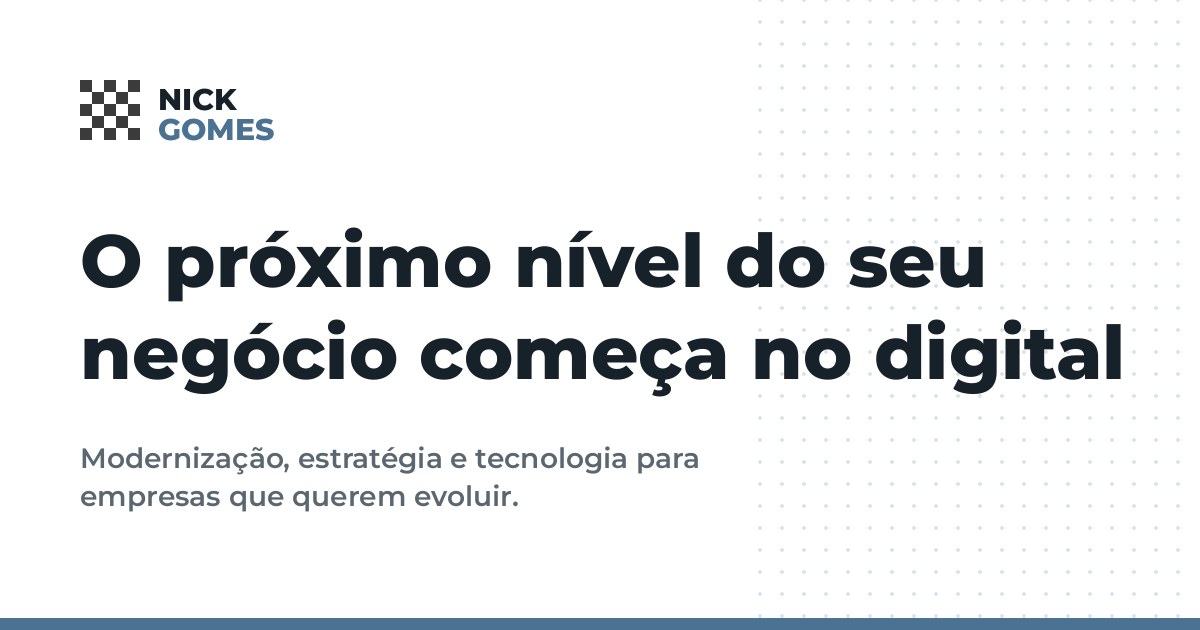 NICK
GOMES
O próximo nível do seu
negócio começa no digital
Modernização, estratégia e tecnologia para
empresas que querem evoluir.